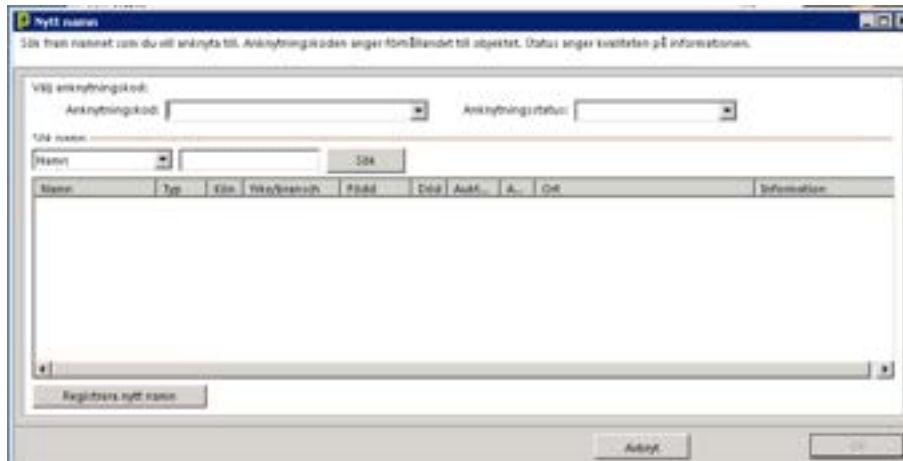 Nytt namn
Sök fram namnet som du vill anknyta till. Anknytningskoden anger förhållandet till objektet. Status anger kvaliteten på informationen.
Välj anknytningskod:
Anknytningskod: Anknytningsstatus:
Sök namn
Namn Sök
Namn Typ Kön Yrke/bransch Född Död Aukt... A... Ort Information
Registrera nytt namn
Avbryt